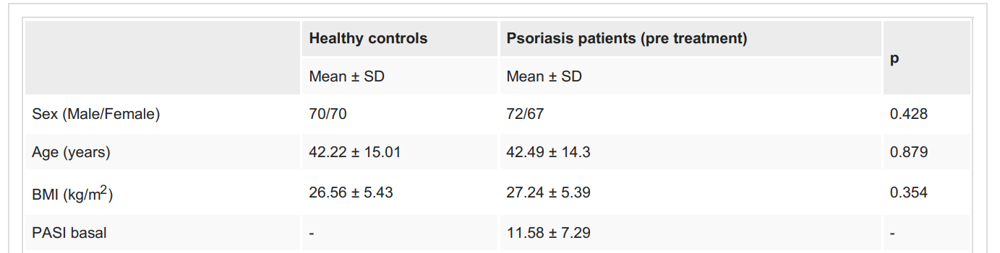 Healthy controls Psoriasis patients (pre treatment) p
Mean ± SD Mean ± SD
Sex (Male/Female) 70/70 72/67 0.428
Age (years) 42.22 ± 15.01 42.49 ± 14.3 0.879
BMI (kg/m²) 26.56 ± 5.43 27.24 ± 5.39 0.354
PASI basal - 11.58 ± 7.29 -